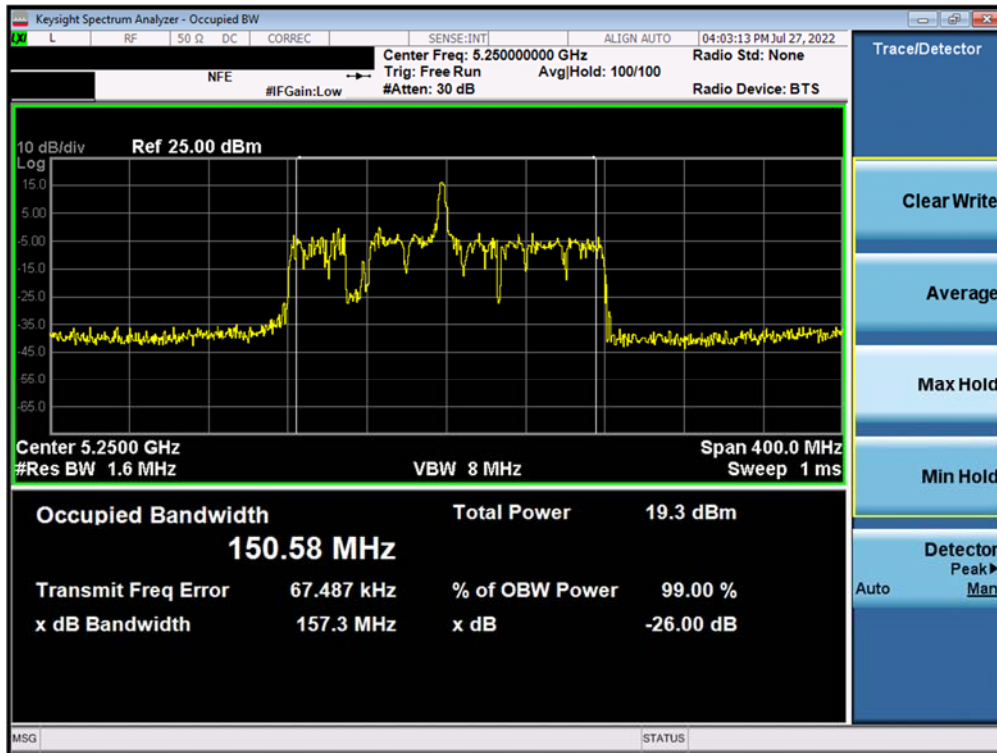 Keysight Spectrum Analyzer - Occupied BW
LXI L RF 50 Ω DC CORREC SENSE:INT ALIGN AUTO 04:03:13 PM Jul 27, 2022
Center Freq: 5.250000000 GHz Radio Std: None
NFE Trig: Free Run Avg|Hold: 100/100
#IFGain:Low #Atten: 30 dB Radio Device: BTS
Trace/Detector
10 dB/div Ref 25.00 dBm
Log
15.0
5.00
-5.00
-15.0
-25.0
-35.0
-45.0
-55.0
-65.0
Center 5.2500 GHz Span 400.0 MHz
#Res BW 1.6 MHz VBW 8 MHz Sweep 1 ms
Occupied Bandwidth Total Power 19.3 dBm
150.58 MHz
Transmit Freq Error 67.487 kHz % of OBW Power 99.00 %
x dB Bandwidth 157.3 MHz x dB -26.00 dB
Clear Write
Average
Max Hold
Min Hold
Detector
Peak▶
Auto Man
MSG STATUS